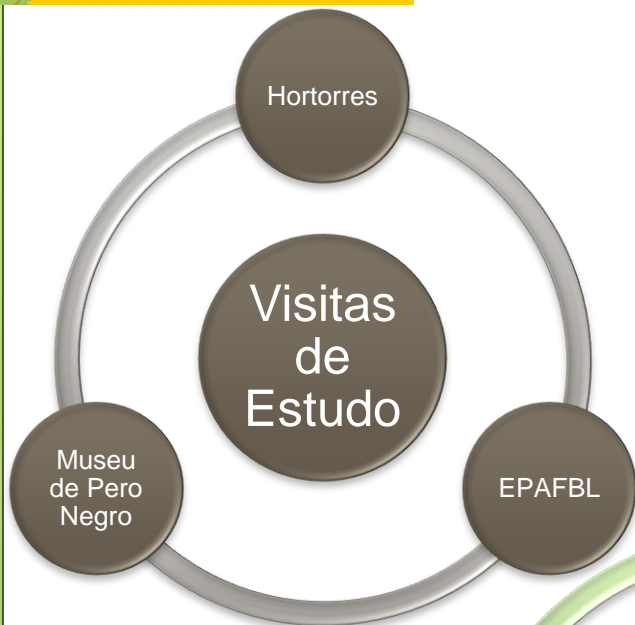 Hortorres
Visitas
de
Estudo
Museu
de Pero
Negro
EPAFBL